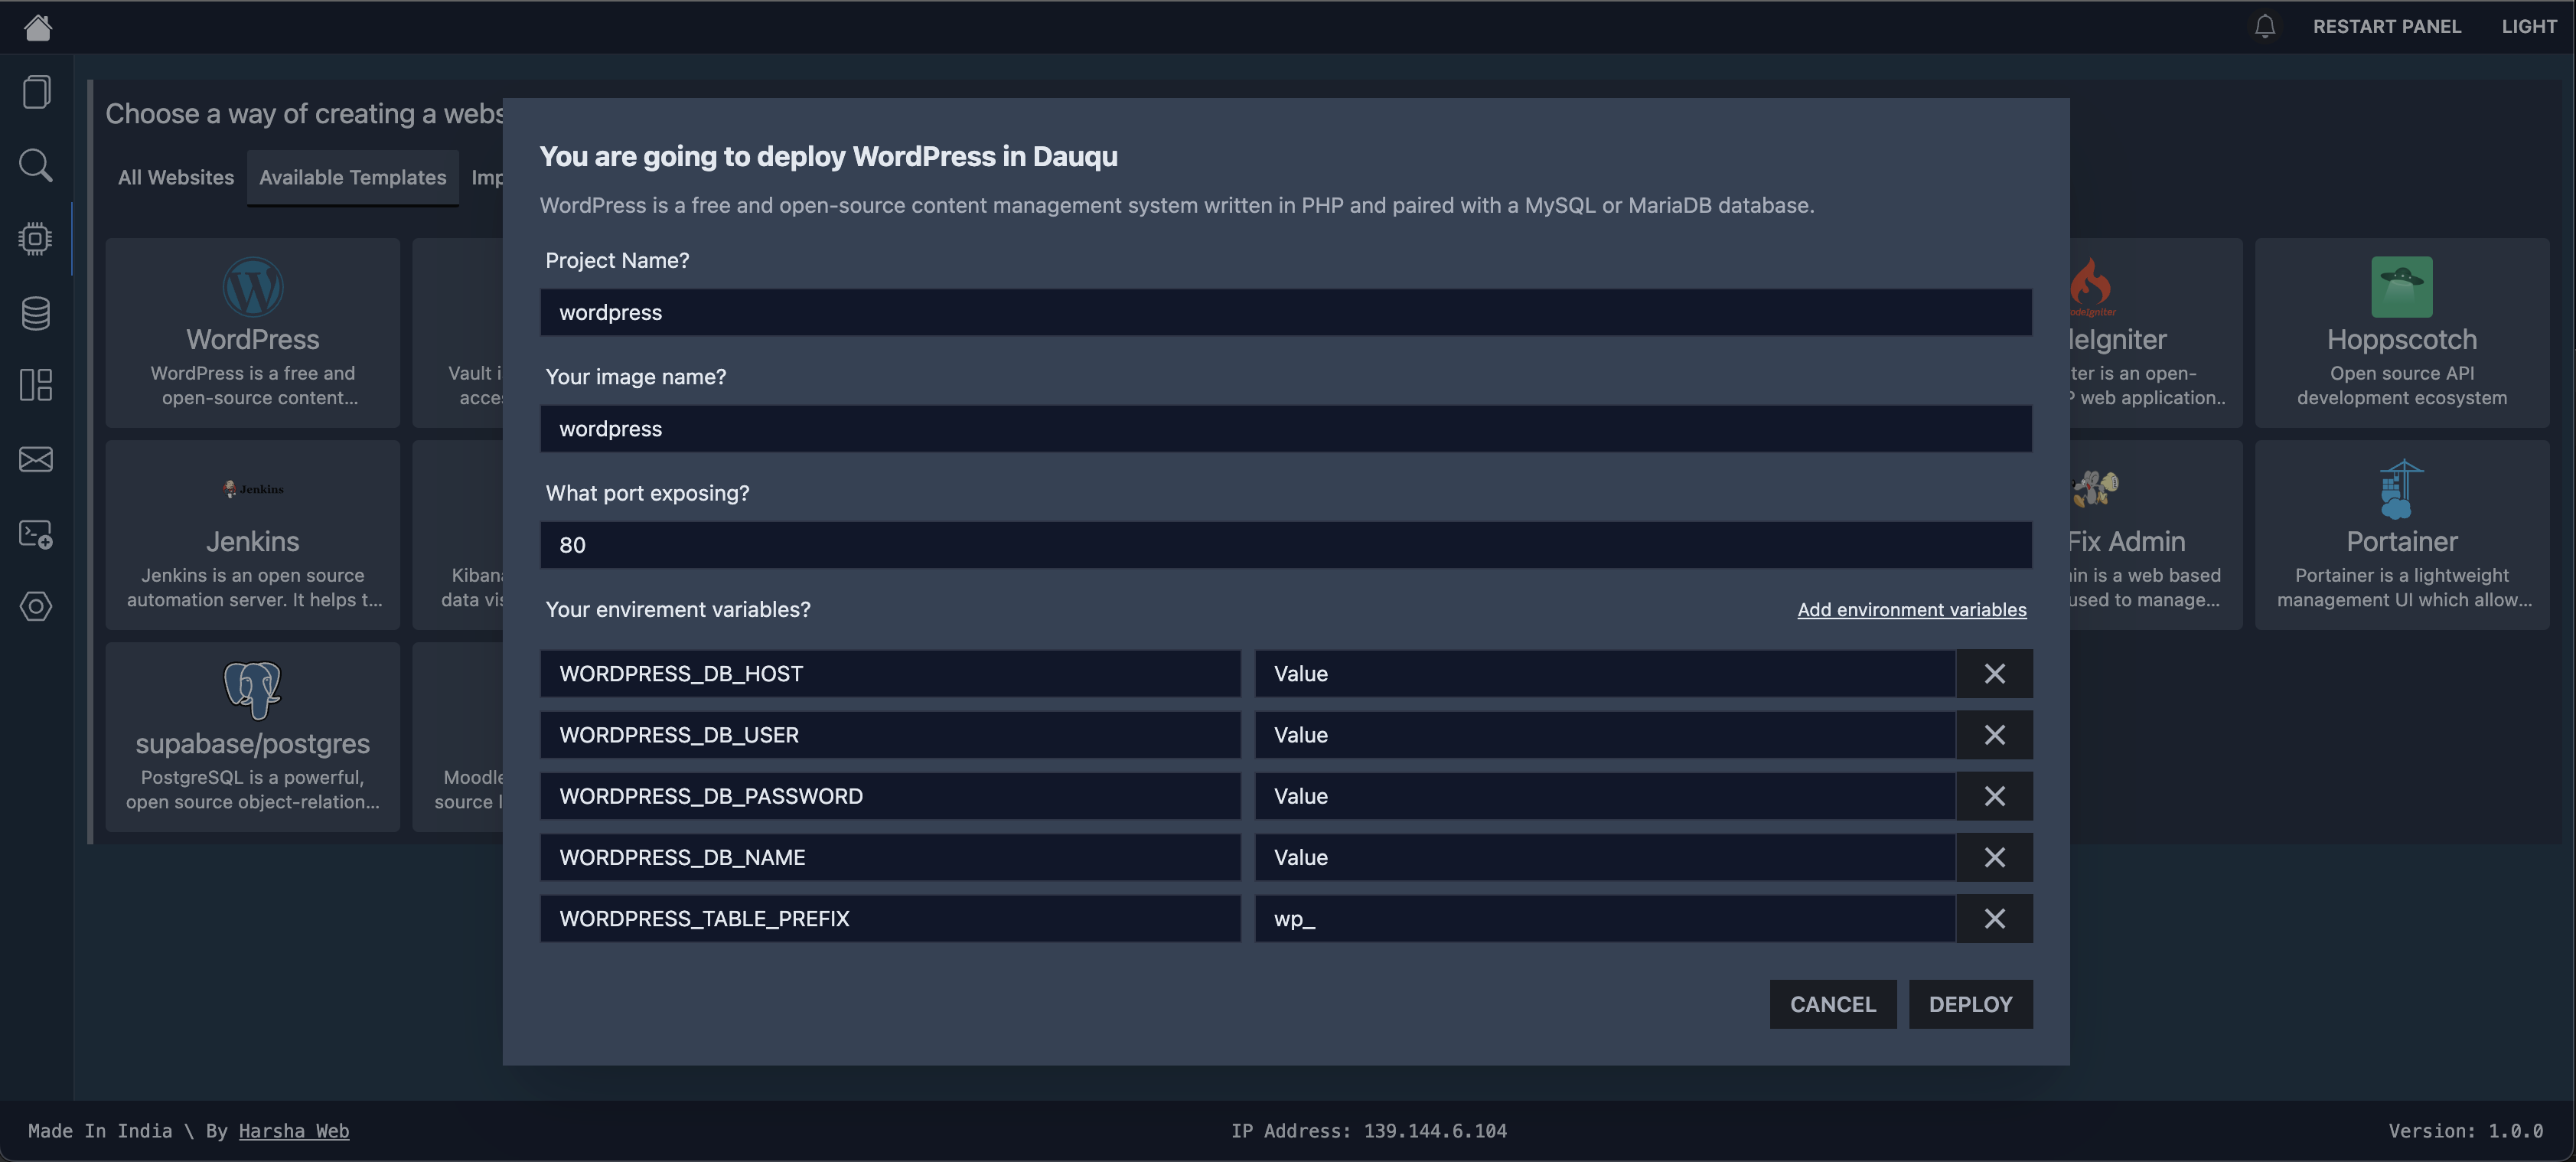 RESTART PANEL
LIGHT
Choose a way of creating a webs
All Websites
Available Templates
Imp
You are going to deploy WordPress in Dauqu
WordPress is a free and open-source content management system written in PHP and paired with a MySQL or MariaDB database.
Project Name?
wordpress
Your image name?
wordpress
What port exposing?
80
Your envirement variables?
Add environment variables
WORDPRESS_DB_HOST
Value
WORDPRESS_DB_USER
Value
WORDPRESS_DB_PASSWORD
Value
WORDPRESS_DB_NAME
Value
WORDPRESS_TABLE_PREFIX
wp_
CANCEL
DEPLOY
WordPress
WordPress is a free and
open-source content...
Vault i
acces
Jenkins
Jenkins
Jenkins is an open source
automation server. It helps t...
Kibana
data vis
supabase/postgres
PostgreSQL is a powerful,
open source object-relation...
Moodle
source l
odeIgniter
deIgniter
ter is an open-
P web application..
Hoppscotch
Open source API
development ecosystem
Fix Admin
in is a web based
used to manage...
Portainer
Portainer is a lightweight
management UI which allow...
Made In India \ By Harsha Web
IP Address: 139.144.6.104
Version: 1.0.0